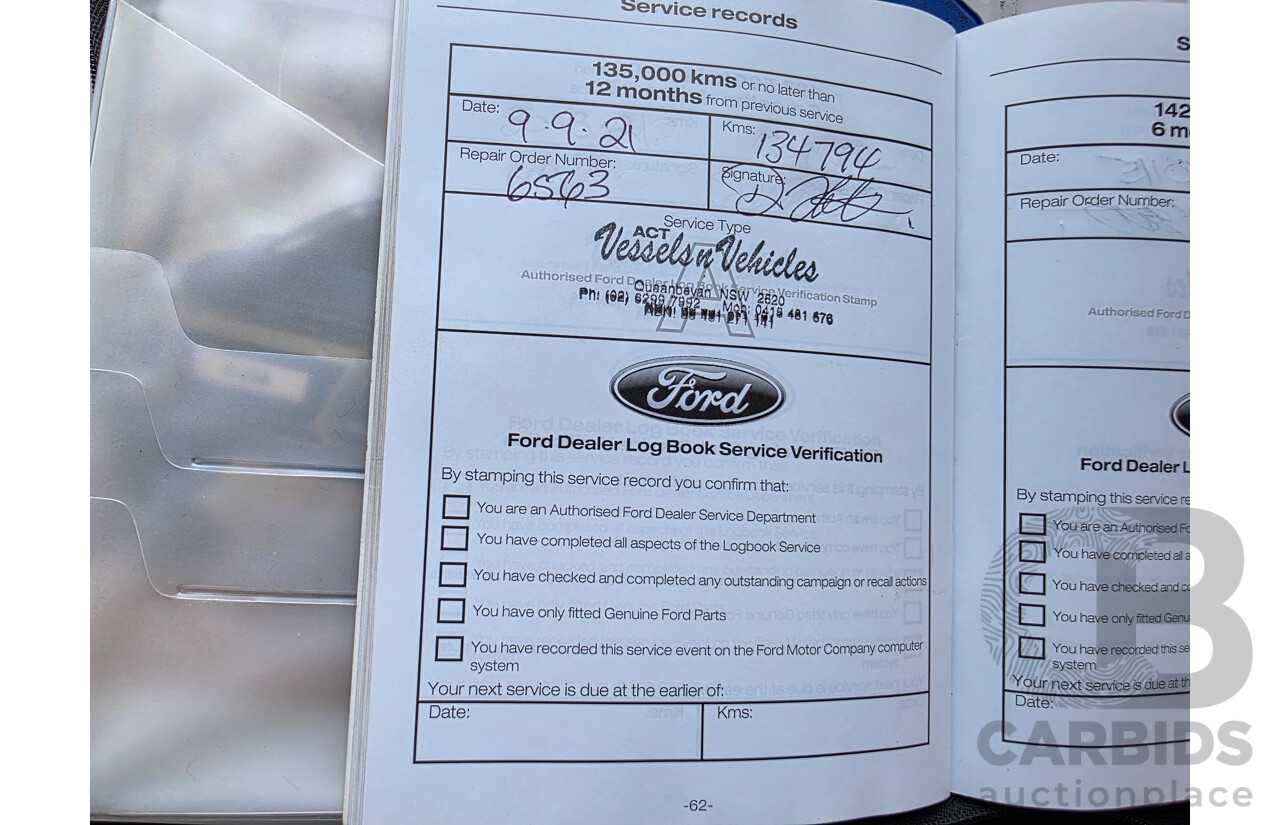 Service records
135,000 kms or no later than
12 months from previous service
Date: 9.9.21
Kms: 134794
Repair Order Number: 6563
Signature:
Service Type
ACT
Vessels n Vehicles
Authorised Ford Dealer Log Book Service Verification Stamp
Queanbeyan NSW 2620
Ph: (02) 6299 7992 Mob: 0418 481 676
Ford
Ford Dealer Log Book Service Verification
By stamping this service record you confirm that:
You are an Authorised Ford Dealer Service Department
You have completed all aspects of the Logbook Service
You have checked and completed any outstanding campaign or recall actions
You have only fitted Genuine Ford Parts
You have recorded this service event on the Ford Motor Company computer
system
Your next service is due at the earlier of:
Date:
Kms:
-62-
S
142
6 m
Date:
Repair Order Number:
Authorised Ford D
Ford Dealer L
By stamping this service re
You are an Authorised Fo
You have completed all a
You have checked and co
You have only fitted Genu
You have recorded this se
system
Your next service is due at th
Date:
CARBIDS
auctionplace